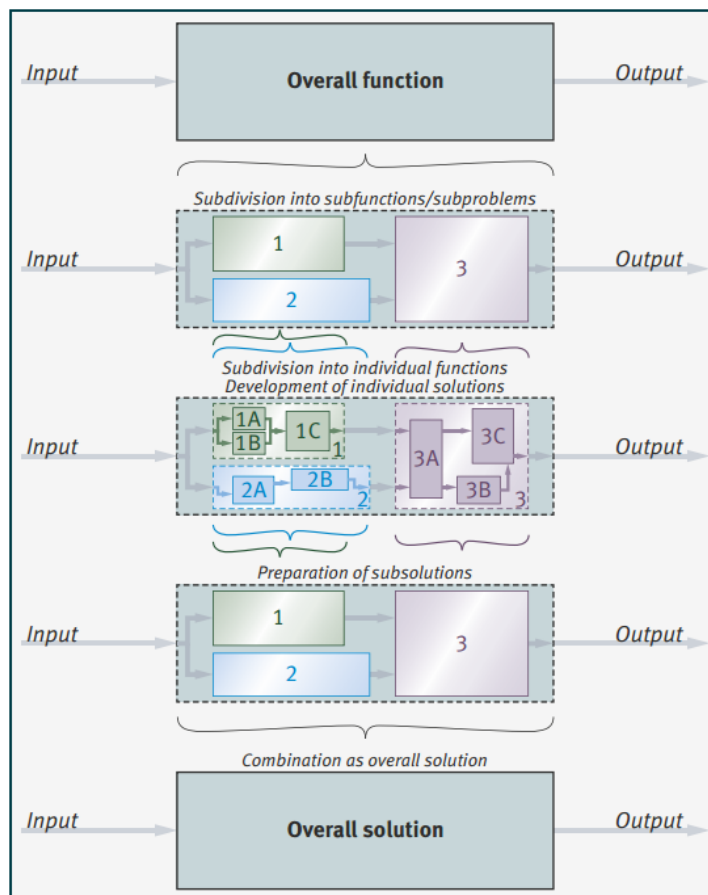 Input
Overall function
Output
Subdivision into subfunctions/subproblems
Input
1
2
3
Output
Subdivision into individual functions
Development of individual solutions
Input
1A
1B
1C
1
2A
2B
2
3A
3C
3B
3
Output
Preparation of subsolutions
Input
1
2
3
Output
Combination as overall solution
Input
Overall solution
Output